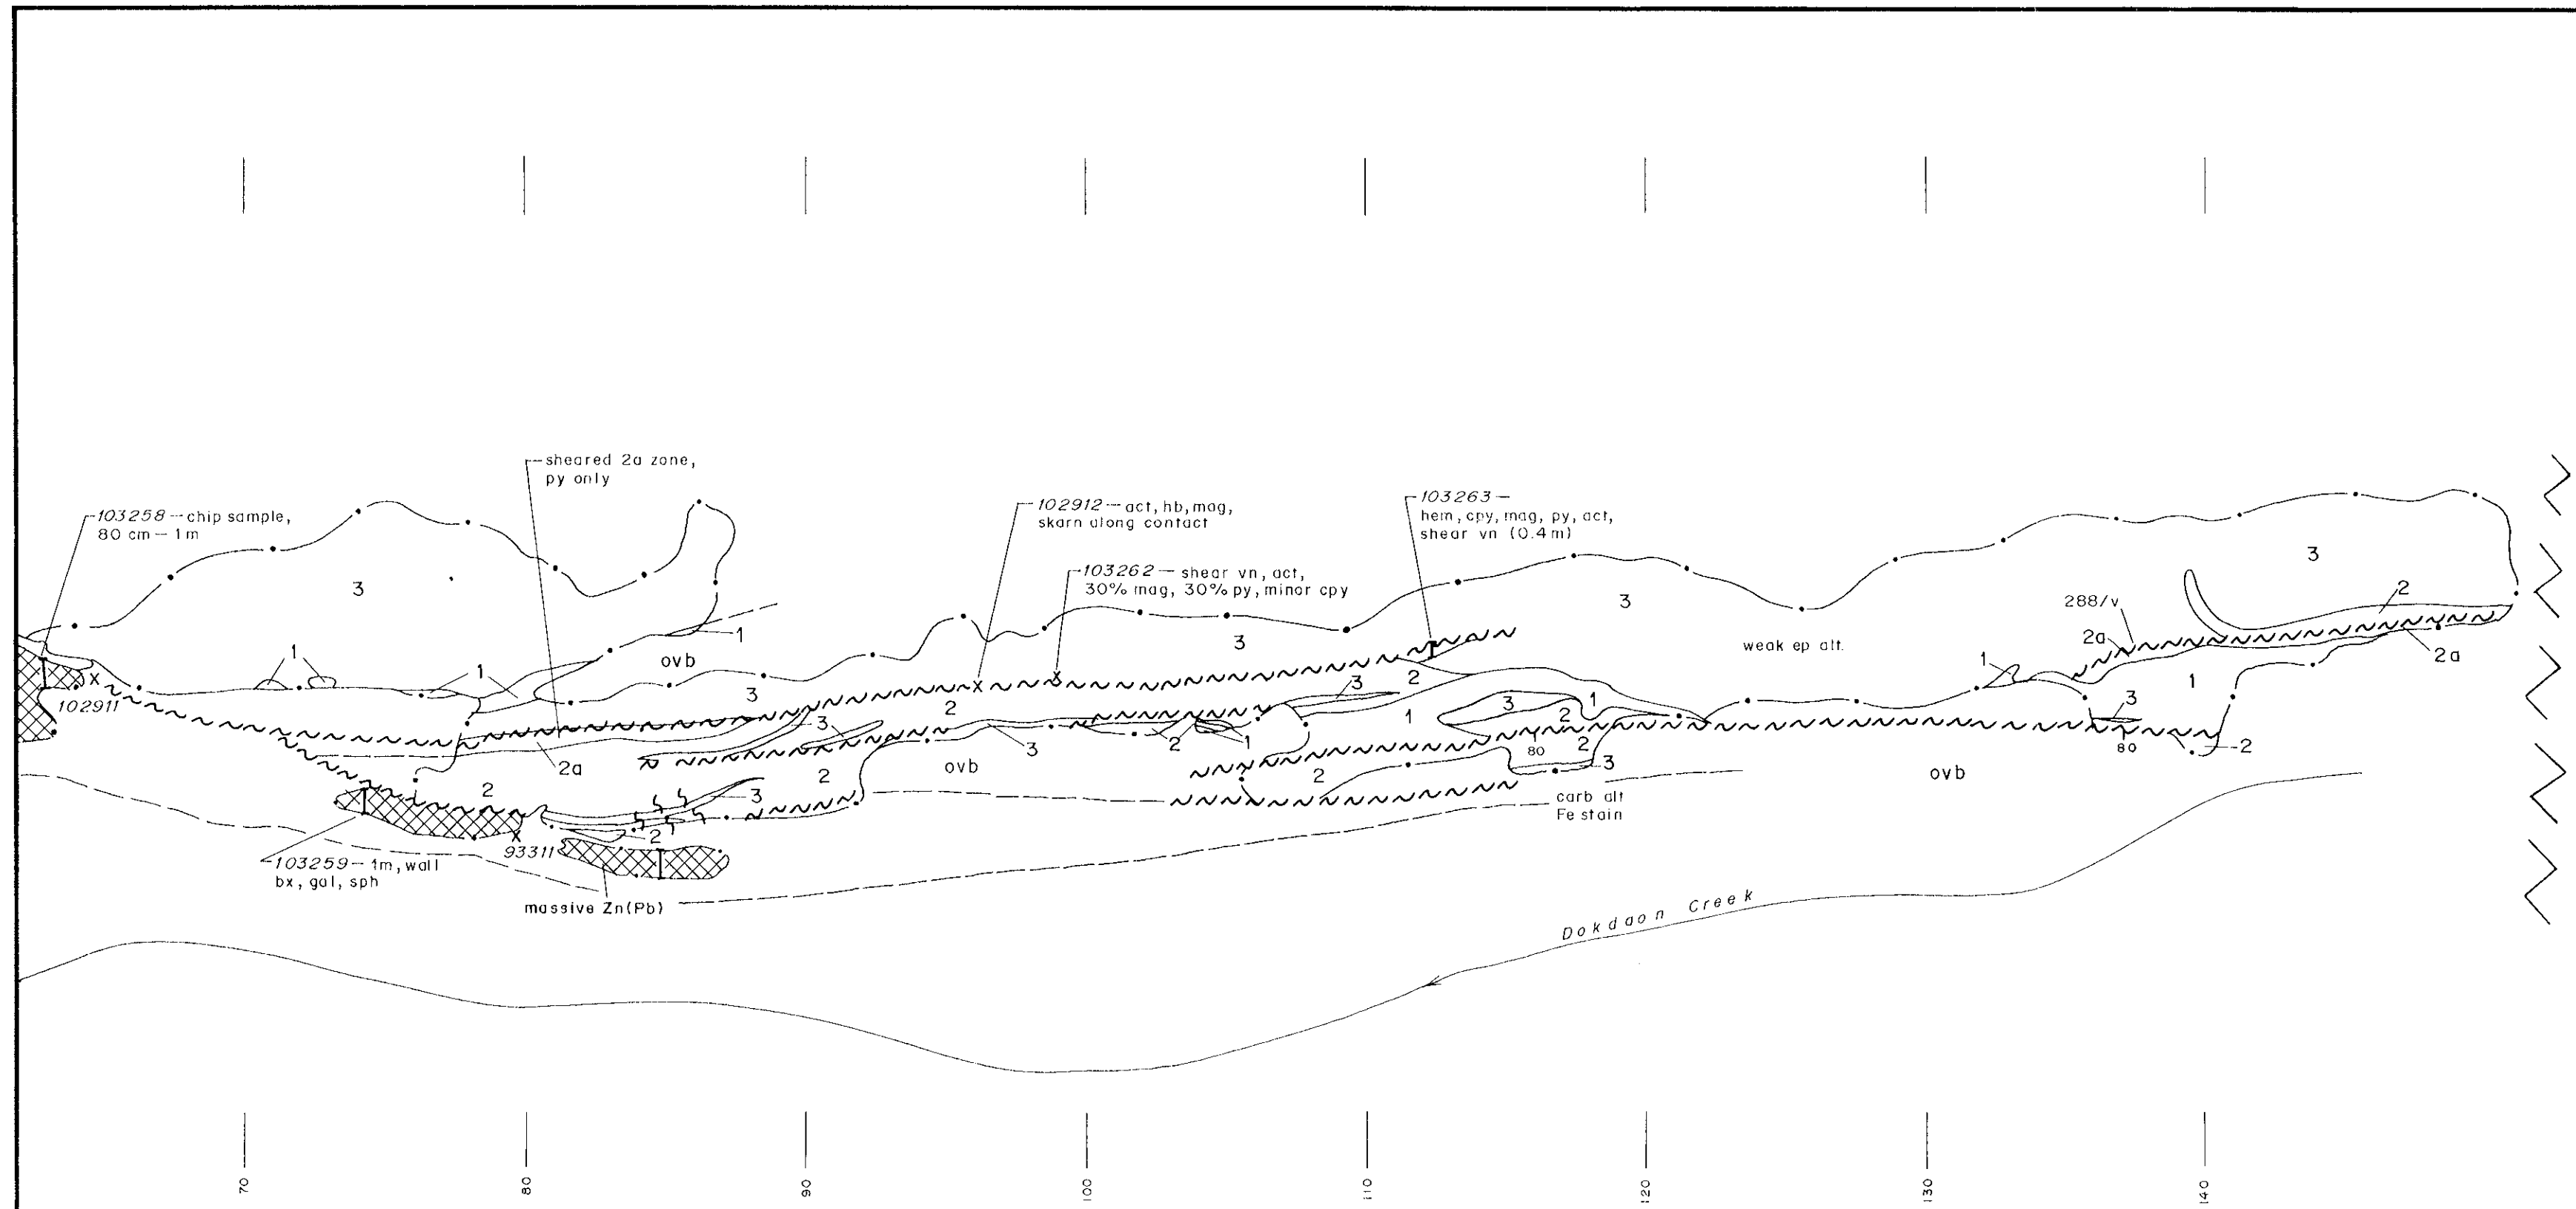 sheared 2a zone,
py only
103258 — chip sample,
80 cm — 1 m
102912 — act, hb, mag,
skarn along contact
103263 —
hem, cpy, mag, py, act,
shear vn (0.4 m)
103262 — shear vn, act,
30% mag, 30% py, minor cpy
3
3
3
3
2
288/v
1
ovb
weak ep alt.
2a
2a
1
1
1
3
2
3
1
102911
3
2
3
1
3
1
2
3
2
1
3
80
2
80
2
2a
ovb
2
2
3
ovb
2
3
carb alt
Fe stain
2
93311
103259 — 1m, wall
bx, gal, sph
massive Zn(Pb)
Dokdaon Creek
70
80
90
100
110
120
130
140